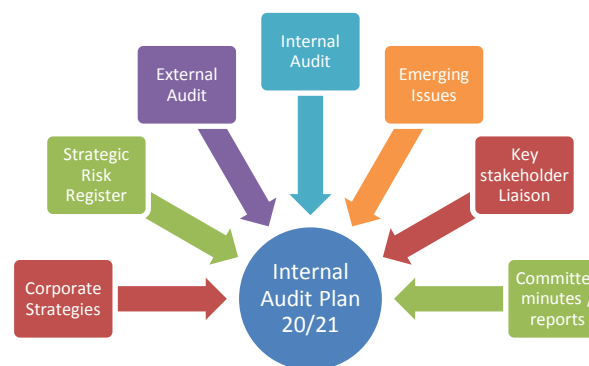 Internal
Audit
External
Audit
Emerging
Issues
Strategic
Risk
Register
Key
stakeholder
Liaison
Corporate
Strategies
Internal
Audit Plan
20/21
Committe
minutes /
reports